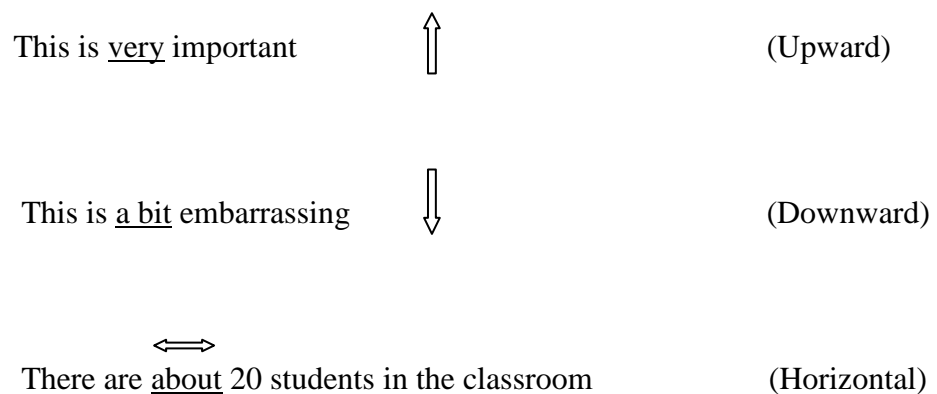 This is very important (Upward)
This is a bit embarrassing (Downward)
There are about 20 students in the classroom (Horizontal)